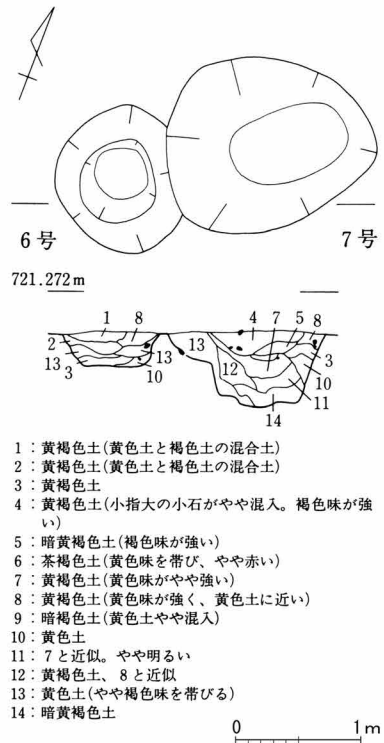 6号
7号
721.272m
1 8 4 7 5 8
2 13 13 3
13 12 10
3 10 11
14
1:黄褐色土(黄色土と褐色土の混合土)
2:黄褐色土(黄色土と褐色土の混合土)
3:黄褐色土
4:黄褐色土(小指大の小石がやや混入。褐色味が強
い)
5:暗黄褐色土(褐色味が強い)
6:茶褐色土(黄色味を帯び、やや赤い)
7:黄褐色土(黄色味がやや強い)
8:黄褐色土(黄色味が強く、黄色土に近い)
9:暗褐色土(黄色土やや混入)
10:黄色土
11:7と近似。やや明るい
12:黄褐色土、8と近似
13:黄色土(やや褐色味を帯びる)
14:暗黄褐色土
0 1m